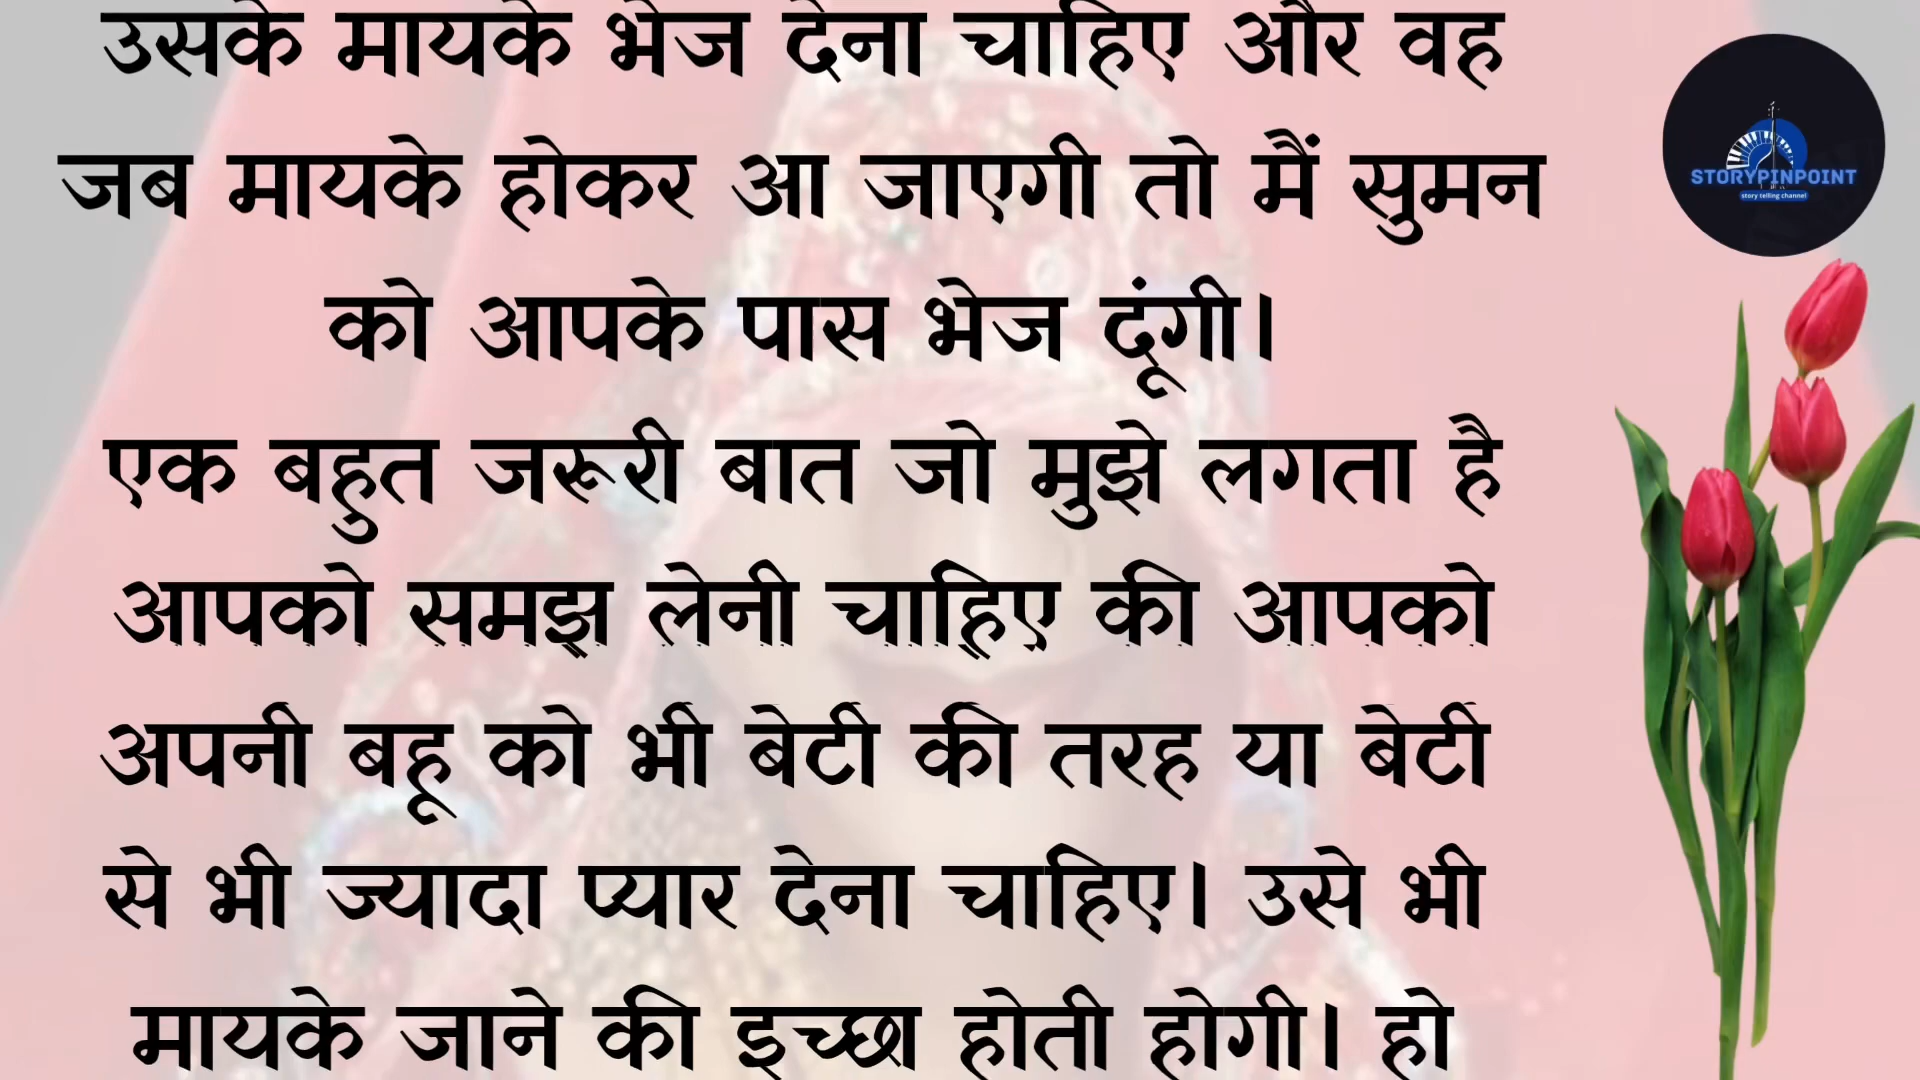 उसके मायके भेज देना चाहिए और वह
जब मायके होकर आ जाएगी तो मैं सुमन
को आपके पास भेज दूंगी।
एक बहुत जरूरी बात जो मुझे लगता है
आपको समझ लेनी चाहिए की आपको
अपनी बहू को भी बेटी की तरह या बेटी
से भी ज्यादा प्यार देना चाहिए। उसे भी
मायके जाने की इच्छा होती होगी। हो
STORYPINPOINT
story telling channel